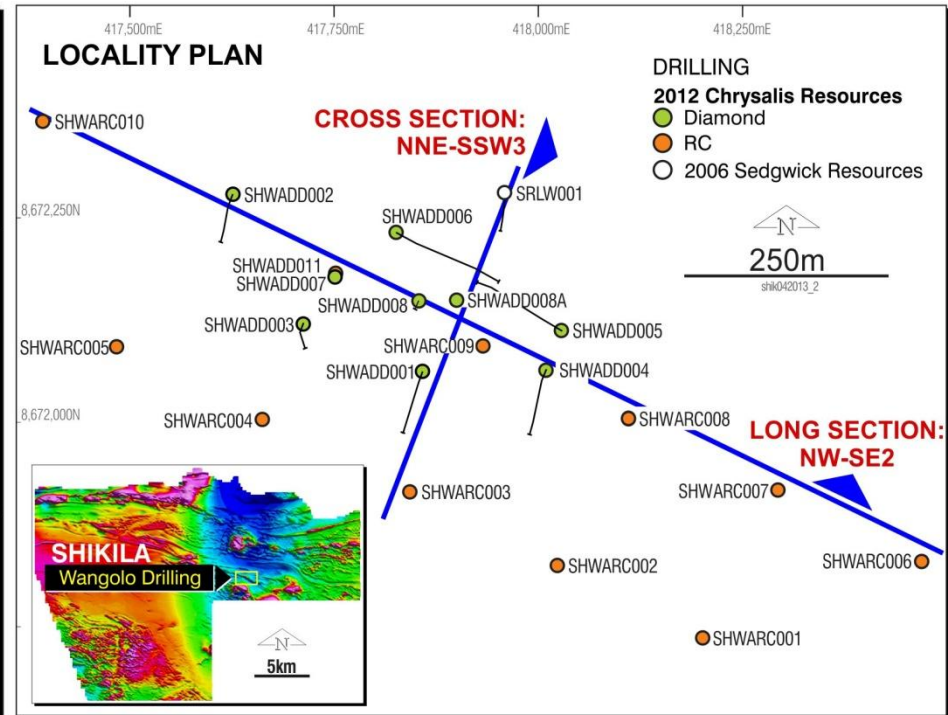 417,500mE
417,750mE
418,000mE
418,250mE
LOCALITY PLAN
DRILLING
2012 Chrysalis Resources
Diamond
RC
2006 Sedgwick Resources
CROSS SECTION:
NNE-SSW3
SHWARC010
SHWADD002
SRLW001
SHWADD006
8,672,250N
N
250m
shik042013_2
SHWADD011
SHWADD007
SHWADD008
SHWADD008A
SHWADD003
SHWADD005
SHWARC005
SHWARC009
SHWADD001
SHWADD004
8,672,000N
SHWARC004
SHWARC008
LONG SECTION:
NW-SE2
SHWARC003
SHWARC007
SHWARC002
SHWARC006
SHWARC001
SHIKILA
Wangolo Drilling
N
5km